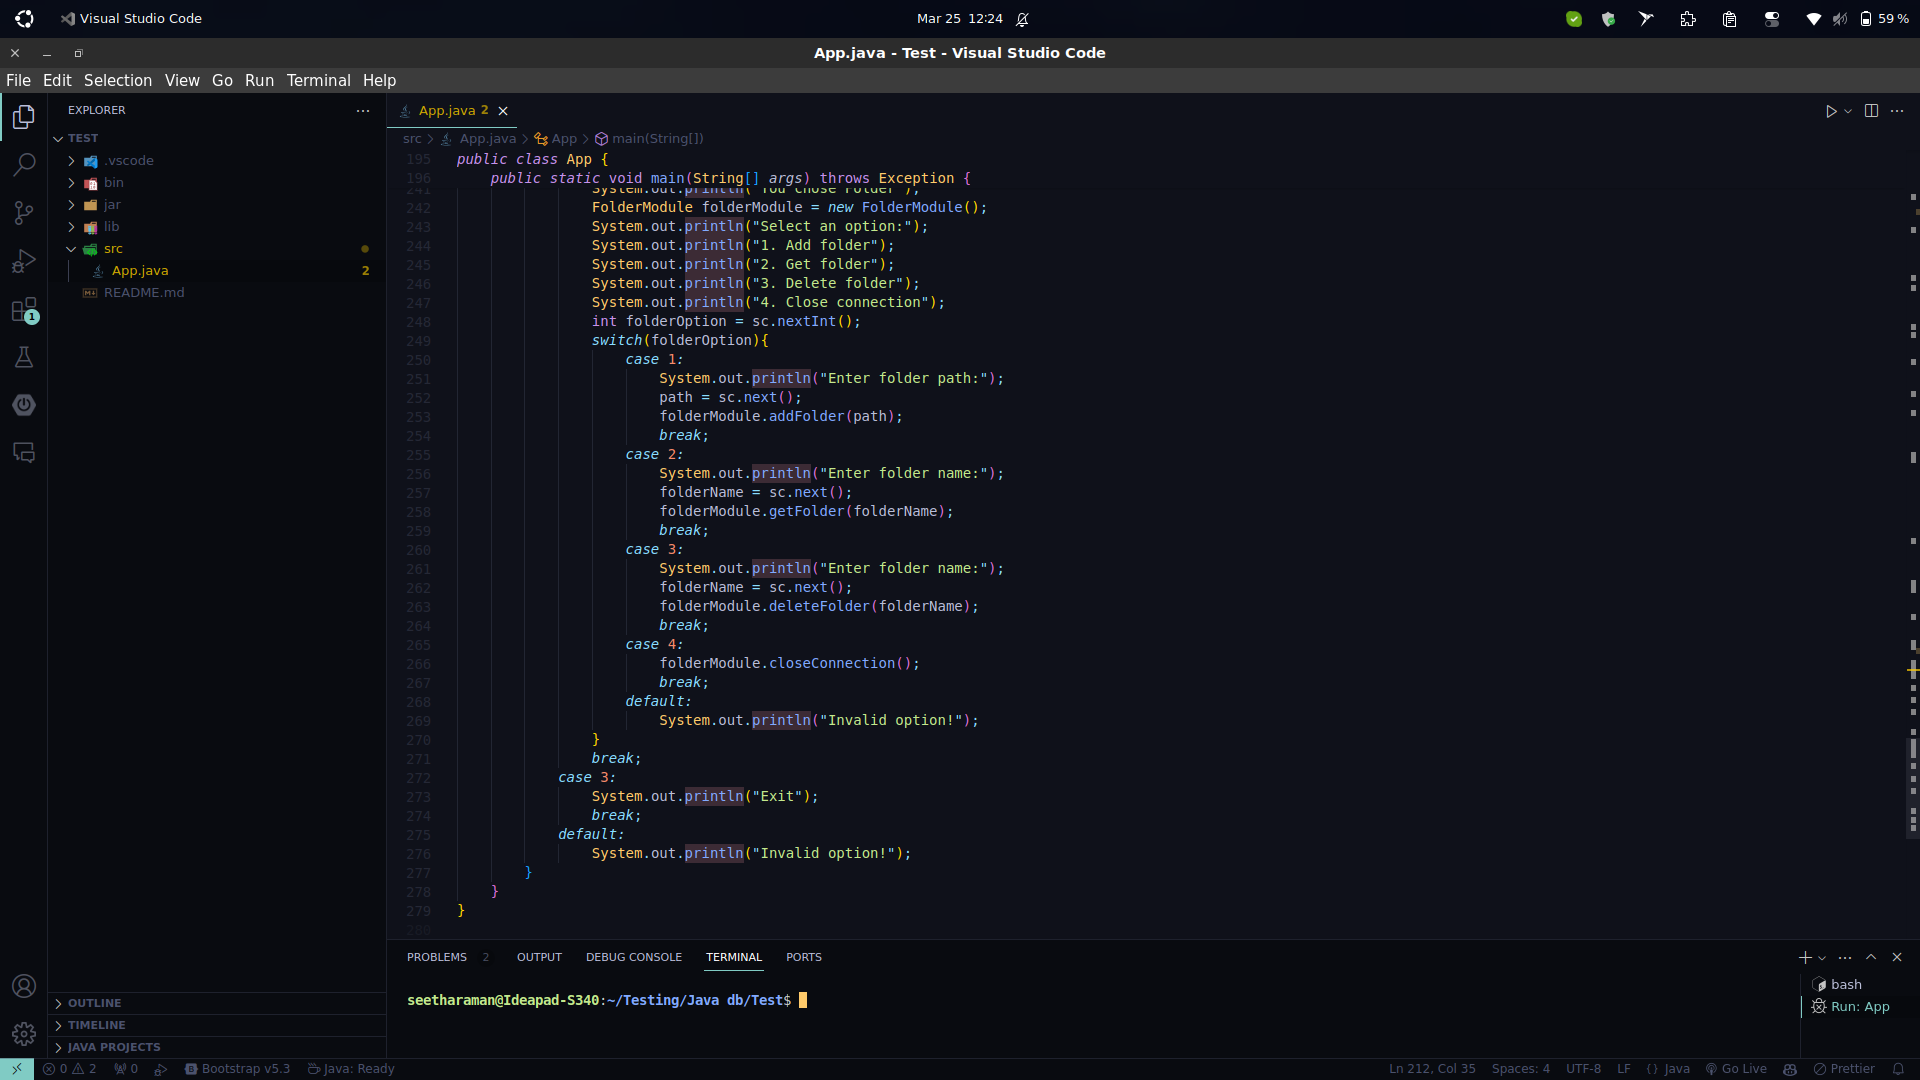 Visual Studio Code
Mar 25 12:24
59 %
App.java - Test - Visual Studio Code
File Edit Selection View Go Run Terminal Help
EXPLORER
TEST
.vscode
bin
jar
lib
src
App.java 2
README.md
OUTLINE
TIMELINE
JAVA PROJECTS
1
App.java 2
src > App.java > App > main(String[])
195 public class App {
196 public static void main(String[] args) throws Exception {
241 System.out.println("You chose Folder");
242 FolderModule folderModule = new FolderModule();
243 System.out.println("Select an option:");
244 System.out.println("1. Add folder");
245 System.out.println("2. Get folder");
246 System.out.println("3. Delete folder");
247 System.out.println("4. Close connection");
248 int folderOption = sc.nextInt();
249 switch(folderOption){
250 case 1:
251 System.out.println("Enter folder path:");
252 path = sc.next();
253 folderModule.addFolder(path);
254 break;
255 case 2:
256 System.out.println("Enter folder name:");
257 folderName = sc.next();
258 folderModule.getFolder(folderName);
259 break;
260 case 3:
261 System.out.println("Enter folder name:");
262 folderName = sc.next();
263 folderModule.deleteFolder(folderName);
264 break;
265 case 4:
266 folderModule.closeConnection();
267 break;
268 default:
269 System.out.println("Invalid option!");
270 }
271 break;
272 case 3:
273 System.out.println("Exit");
274 break;
275 default:
276 System.out.println("Invalid option!");
277 }
278 }
279 }
280
PROBLEMS 2 OUTPUT DEBUG CONSOLE TERMINAL PORTS
seetharaman@Ideapad-S340:~/Testing/Java db/Test$
bash
Run: App
0 2 0 Bootstrap v5.3 Java: Ready
Ln 212, Col 35 Spaces: 4 UTF-8 LF {} Java Go Live Prettier